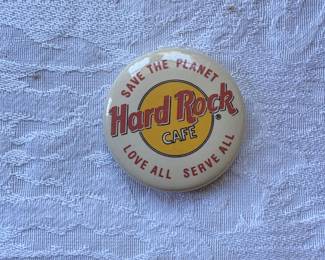 SAVE THE PLANET
Hard Rock
CAFE
®
LOVE ALL SERVE ALL